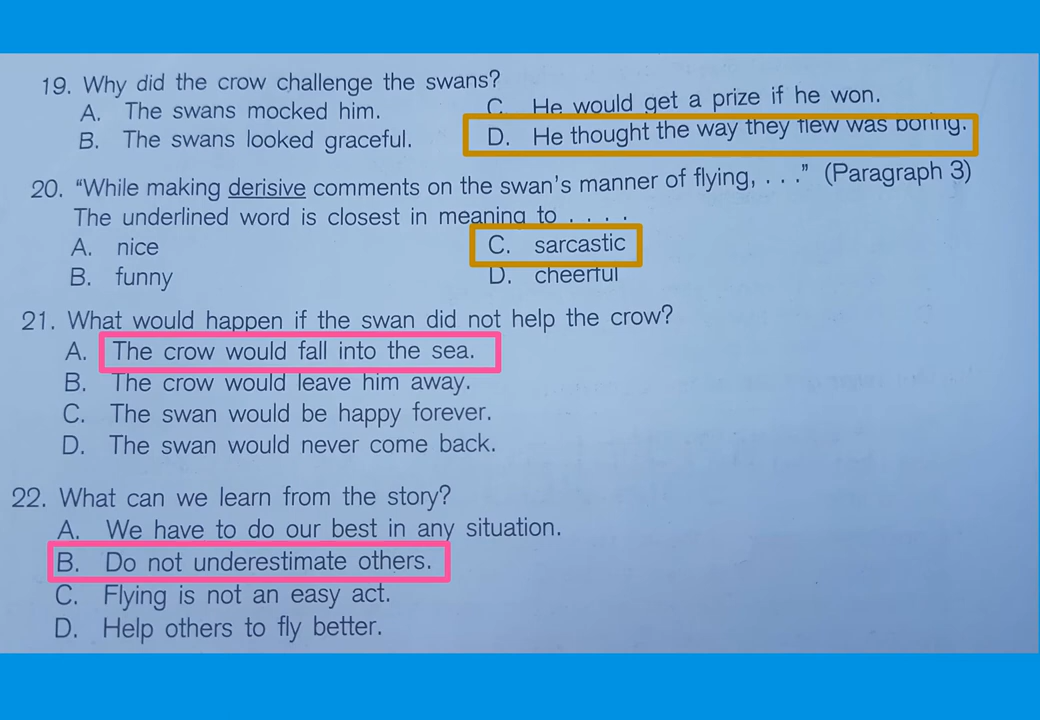 19. Why did the crow challenge the swans?
A. The swans mocked him.
B. The swans looked graceful.
C. He would get a prize if he won.
D. He thought the way they flew was boring.
20. “While making derisive comments on the swan’s manner of flying, . . .” (Paragraph 3)
The underlined word is closest in meaning to . . . .
A. nice
B. funny
C. sarcastic
D. cheerful
21. What would happen if the swan did not help the crow?
A. The crow would fall into the sea.
B. The crow would leave him away.
C. The swan would be happy forever.
D. The swan would never come back.
22. What can we learn from the story?
A. We have to do our best in any situation.
B. Do not underestimate others.
C. Flying is not an easy act.
D. Help others to fly better.